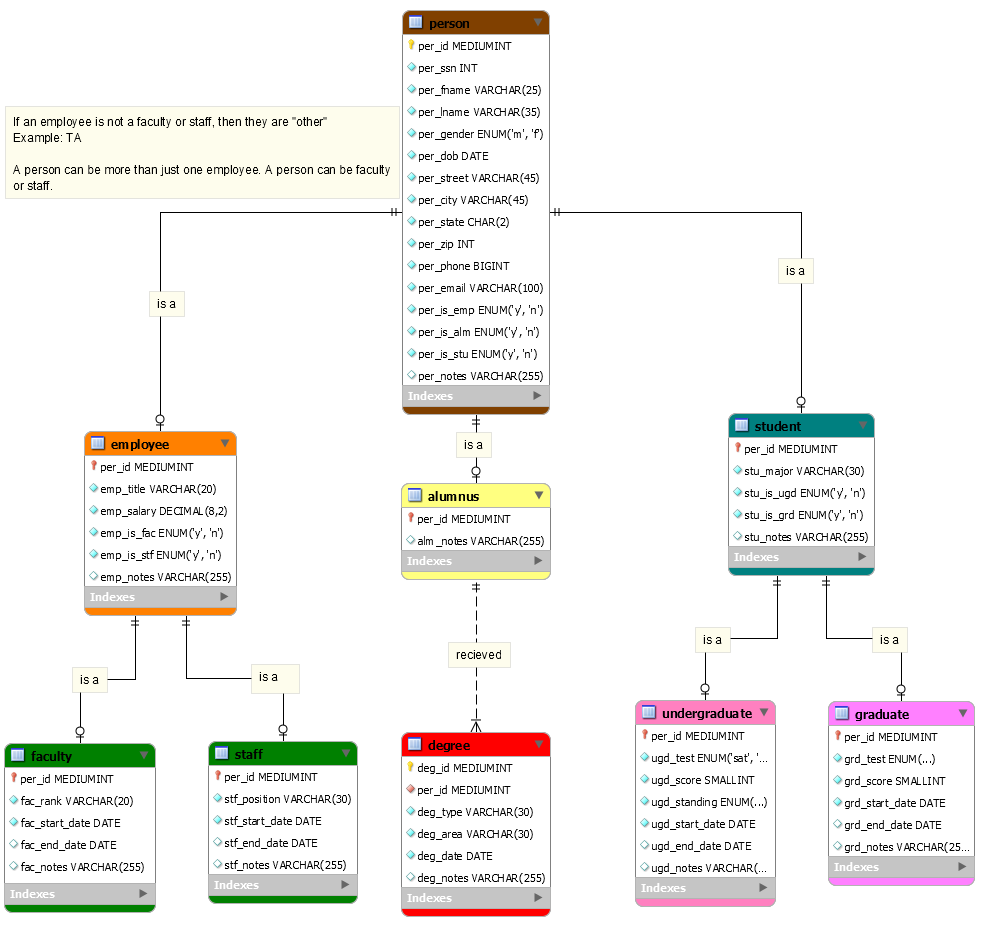 person
per_id MEDIUMINT
per_ssn INT
per_fname VARCHAR(25)
per_lname VARCHAR(35)
per_gender ENUM('m', 'f')
per_dob DATE
per_street VARCHAR(45)
per_city VARCHAR(45)
per_state CHAR(2)
per_zip INT
per_phone BIGINT
per_email VARCHAR(100)
per_is_emp ENUM('y', 'n')
per_is_alm ENUM('y', 'n')
per_is_stu ENUM('y', 'n')
per_notes VARCHAR(255)
Indexes
If an employee is not a faculty or staff, then they are "other"
Example: TA
A person can be more than just one employee. A person can be faculty
or staff.
is a
is a
is a
employee
per_id MEDIUMINT
emp_title VARCHAR(20)
emp_salary DECIMAL(8,2)
emp_is_fac ENUM('y', 'n')
emp_is_stf ENUM('y', 'n')
emp_notes VARCHAR(255)
Indexes
alumnus
per_id MEDIUMINT
alm_notes VARCHAR(255)
Indexes
student
per_id MEDIUMINT
stu_major VARCHAR(30)
stu_is_ugd ENUM('y', 'n')
stu_is_grd ENUM('y', 'n')
stu_notes VARCHAR(255)
Indexes
is a
is a
recieved
is a
is a
faculty
per_id MEDIUMINT
fac_rank VARCHAR(20)
fac_start_date DATE
fac_end_date DATE
fac_notes VARCHAR(255)
Indexes
staff
per_id MEDIUMINT
stf_position VARCHAR(30)
stf_start_date DATE
stf_end_date DATE
stf_notes VARCHAR(255)
Indexes
degree
deg_id MEDIUMINT
per_id MEDIUMINT
deg_type VARCHAR(30)
deg_area VARCHAR(30)
deg_date DATE
deg_notes VARCHAR(255)
Indexes
undergraduate
per_id MEDIUMINT
ugd_test ENUM('sat', '...
ugd_score SMALLINT
ugd_standing ENUM(...)
ugd_start_date DATE
ugd_end_date DATE
ugd_notes VARCHAR(...
Indexes
graduate
per_id MEDIUMINT
grd_test ENUM(...)
grd_score SMALLINT
grd_start_date DATE
grd_end_date DATE
grd_notes VARCHAR(25...
Indexes